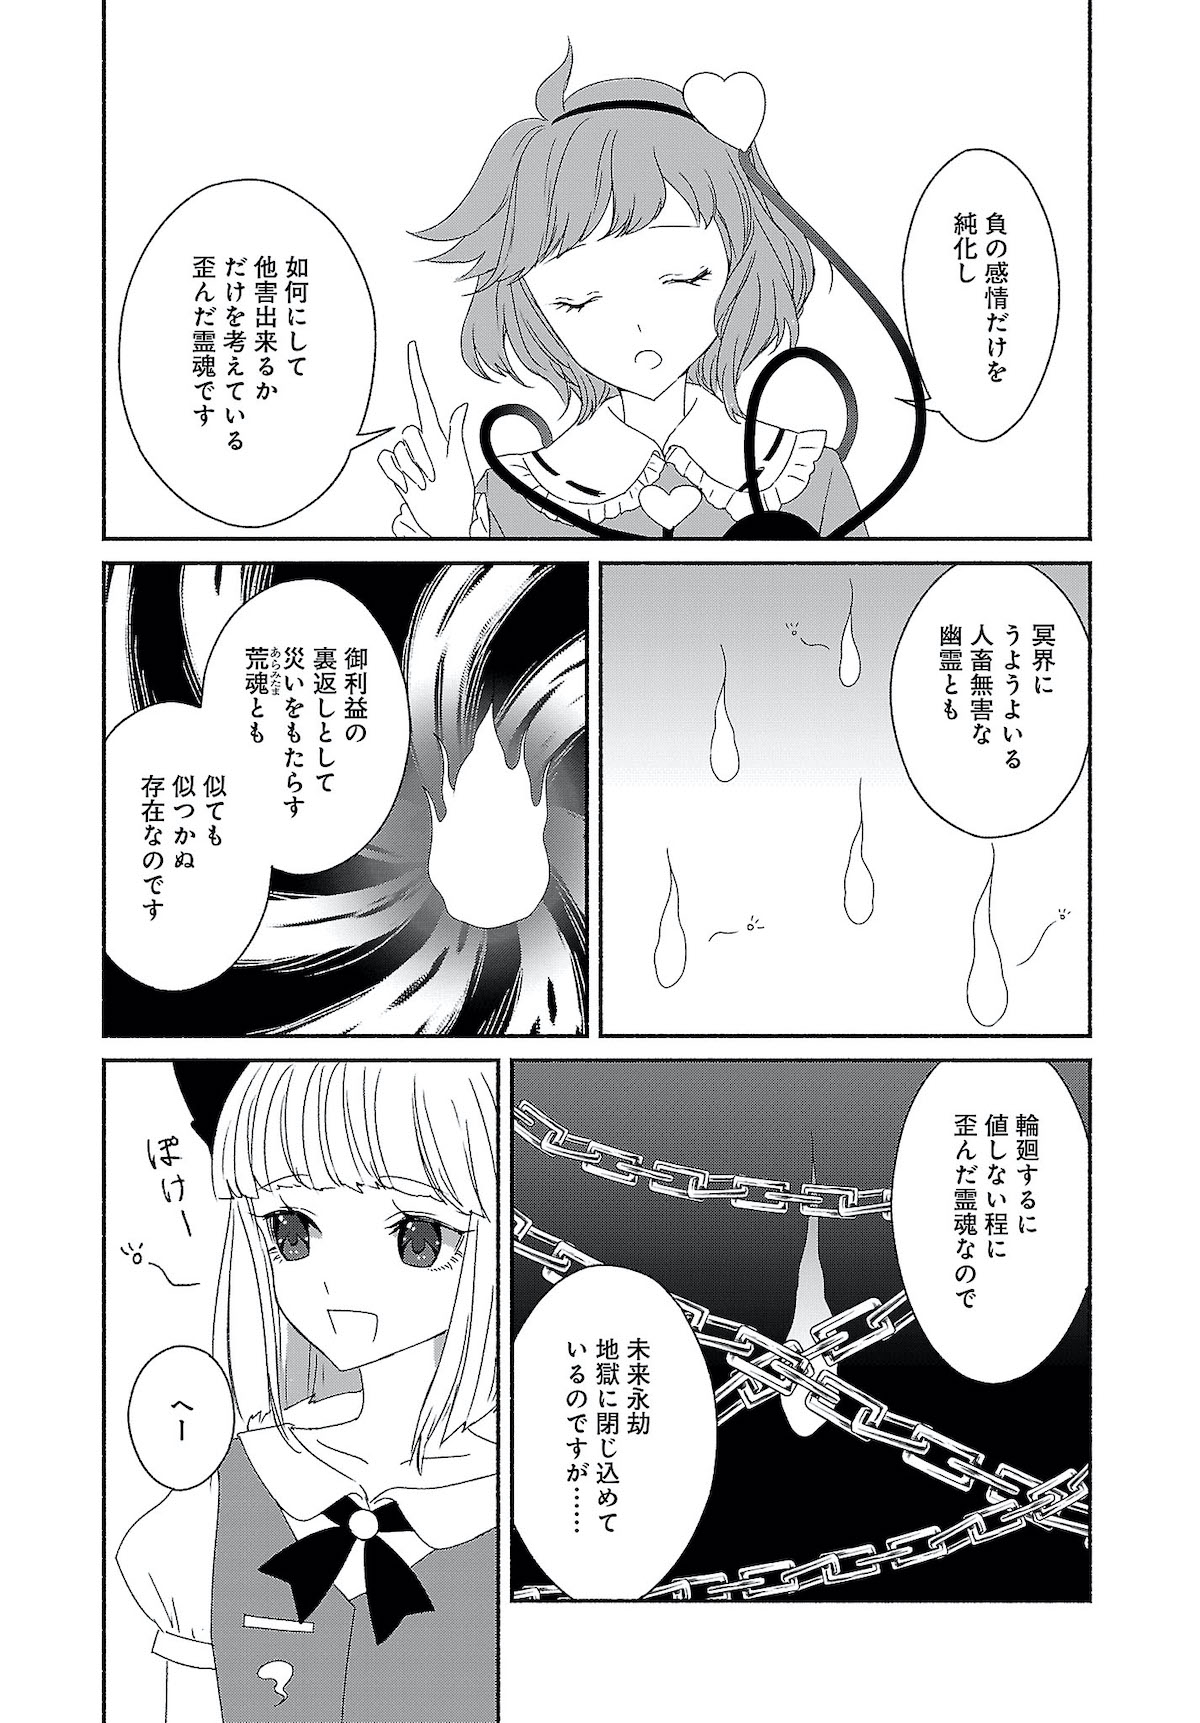 負の感情だけを
純化し
如何にして
他害出来るか
だけを考えている
歪んだ霊魂です
冥界に
うようよいる
人畜無害な
幽霊とも
御利益の
裏返しとして
災いをもたらす
荒魂とも
あらみたま
似ても
似つかぬ
存在なのです
輪廻するに
値しない程に
歪んだ霊魂なので
未来永劫
地獄に閉じ込めて
いるのですが……
ぽけー
へー